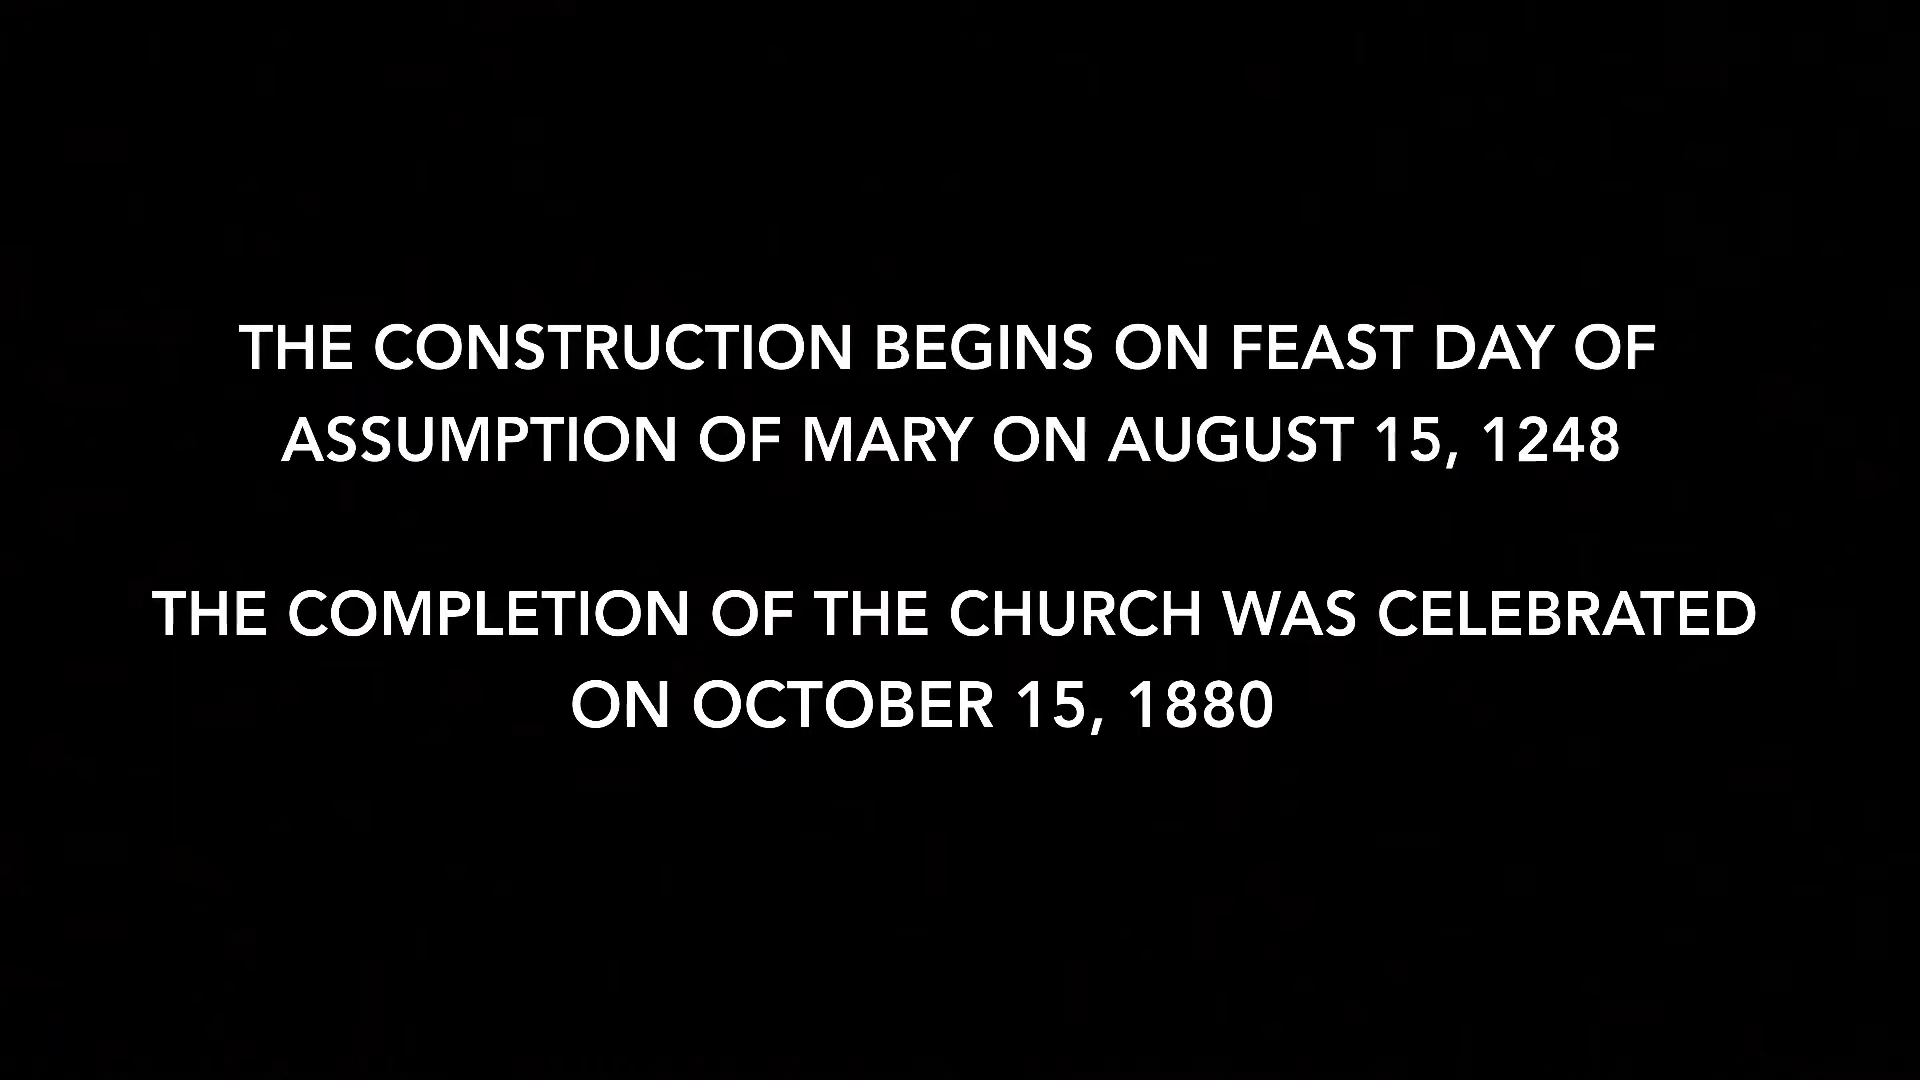 THE CONSTRUCTION BEGINS ON FEAST DAY OF
ASSUMPTION OF MARY ON AUGUST 15, 1248
THE COMPLETION OF THE CHURCH WAS CELEBRATED
ON OCTOBER 15, 1880